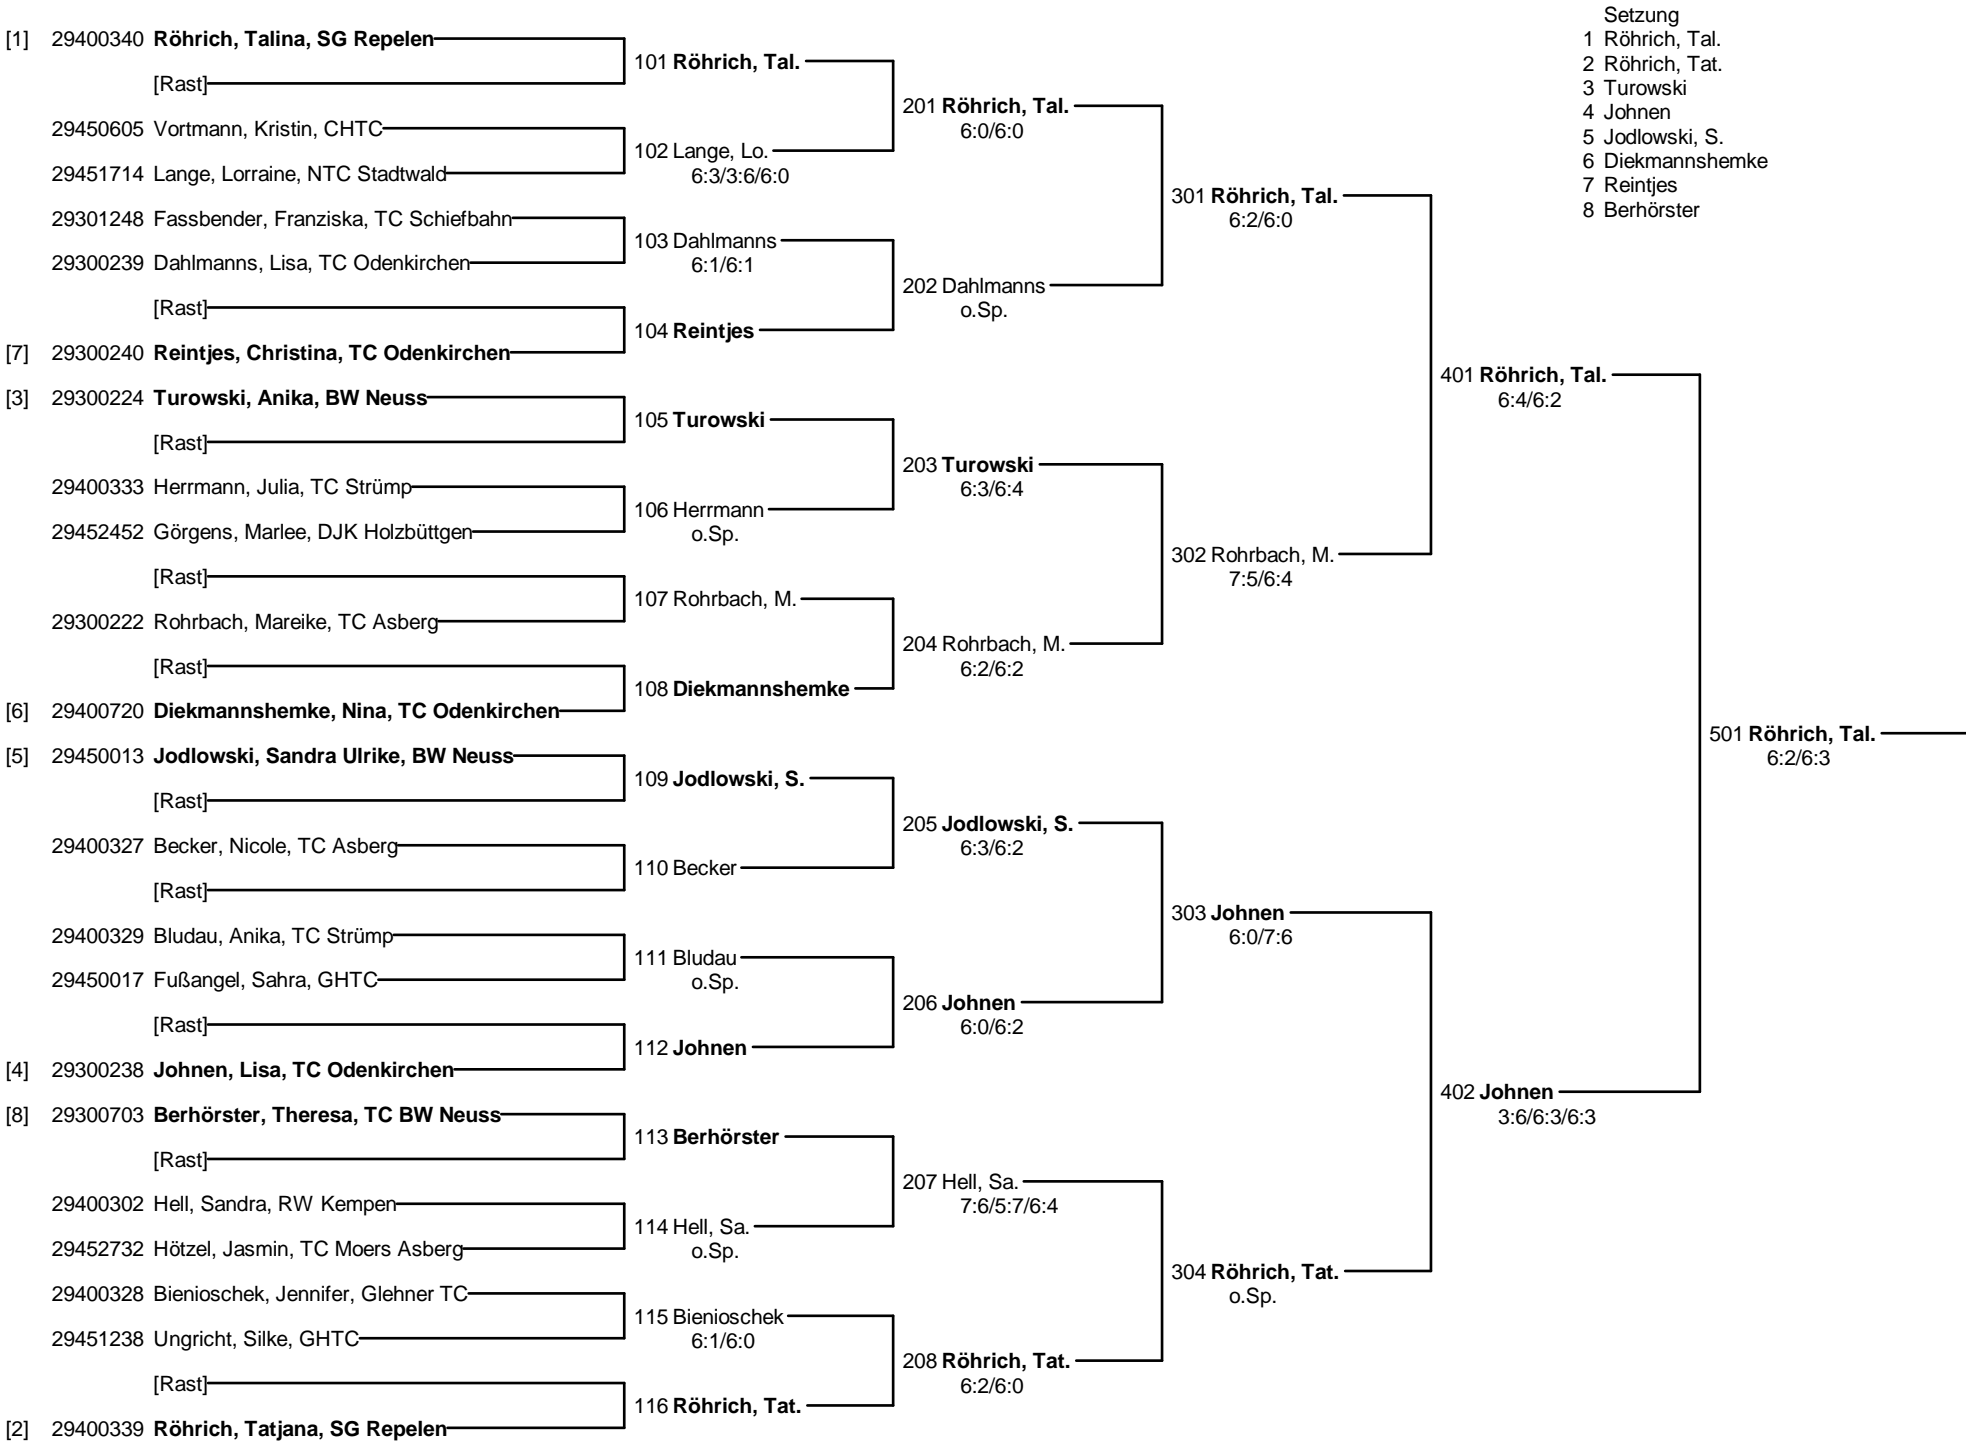 Setzung
1 Röhrich, Tal.
2 Röhrich, Tat.
3 Turowski
4 Johnen
5 Jodlowski, S.
6 Diekmannshemke
7 Reintjes
8 Berhörster
[1] 29400340 Röhrich, Talina, SG Repelen
[Rast]
29450605 Vortmann, Kristin, CHTC
29451714 Lange, Lorraine, NTC Stadtwald
29301248 Fassbender, Franziska, TC Schiefbahn
29300239 Dahlmanns, Lisa, TC Odenkirchen
[Rast]
[7] 29300240 Reintjes, Christina, TC Odenkirchen
[3] 29300224 Turowski, Anika, BW Neuss
[Rast]
29400333 Herrmann, Julia, TC Strümp
29452452 Görgens, Marlee, DJK Holzbüttgen
[Rast]
29300222 Rohrbach, Mareike, TC Asberg
[Rast]
[6] 29400720 Diekmannshemke, Nina, TC Odenkirchen
[5] 29450013 Jodlowski, Sandra Ulrike, BW Neuss
[Rast]
29400327 Becker, Nicole, TC Asberg
[Rast]
29400329 Bludau, Anika, TC Strümp
29450017 Fußangel, Sahra, GHTC
[Rast]
[4] 29300238 Johnen, Lisa, TC Odenkirchen
[8] 29300703 Berhörster, Theresa, TC BW Neuss
[Rast]
29400302 Hell, Sandra, RW Kempen
29452732 Hötzel, Jasmin, TC Moers Asberg
29400328 Bienioschek, Jennifer, Glehner TC
29451238 Ungricht, Silke, GHTC
[Rast]
[2] 29400339 Röhrich, Tatjana, SG Repelen
101 Röhrich, Tal.
102 Lange, Lo.
6:3/3:6/6:0
103 Dahlmanns
6:1/6:1
104 Reintjes
105 Turowski
106 Herrmann
o.Sp.
107 Rohrbach, M.
108 Diekmannshemke
109 Jodlowski, S.
110 Becker
111 Bludau
o.Sp.
112 Johnen
113 Berhörster
114 Hell, Sa.
o.Sp.
115 Bienioschek
6:1/6:0
116 Röhrich, Tat.
201 Röhrich, Tal.
6:0/6:0
202 Dahlmanns
o.Sp.
203 Turowski
6:3/6:4
204 Rohrbach, M.
6:2/6:2
205 Jodlowski, S.
6:3/6:2
206 Johnen
6:0/6:2
207 Hell, Sa.
7:6/5:7/6:4
208 Röhrich, Tat.
6:2/6:0
301 Röhrich, Tal.
6:2/6:0
302 Rohrbach, M.
7:5/6:4
303 Johnen
6:0/7:6
304 Röhrich, Tat.
o.Sp.
401 Röhrich, Tal.
6:4/6:2
402 Johnen
3:6/6:3/6:3
501 Röhrich, Tal.
6:2/6:3